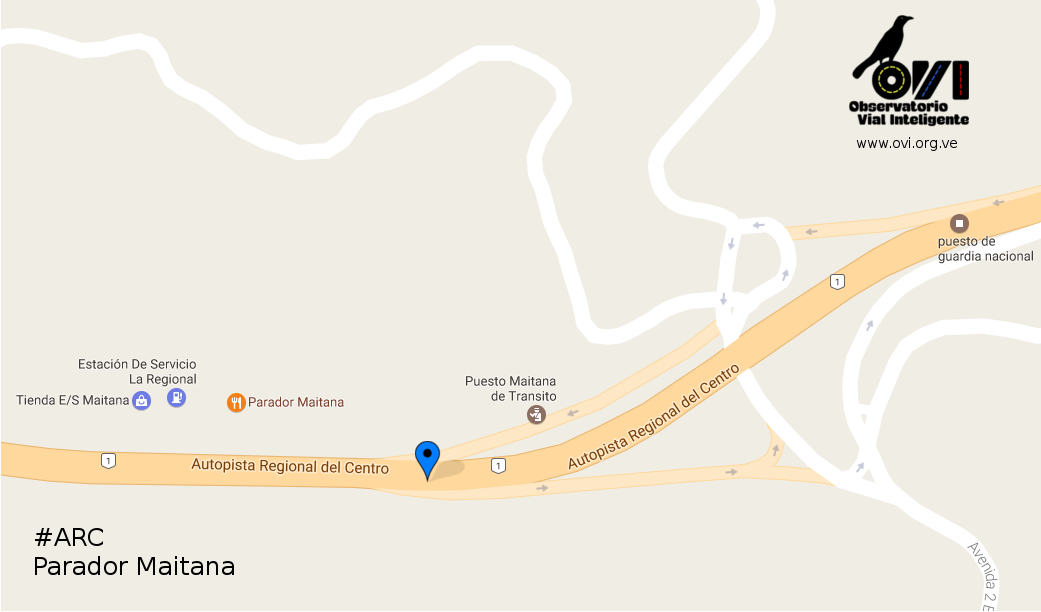 OVI
Observatorio
Vial Inteligente
www.ovi.org.ve
puesto de
guardia nacional
1
Estación De Servicio
La Regional
Tienda E/S Maitana
Parador Maitana
Puesto Maitana
de Transito
Autopista Regional del Centro
1
Autopista Regional del Centro
1
#ARC
Parador Maitana
Avenida 2